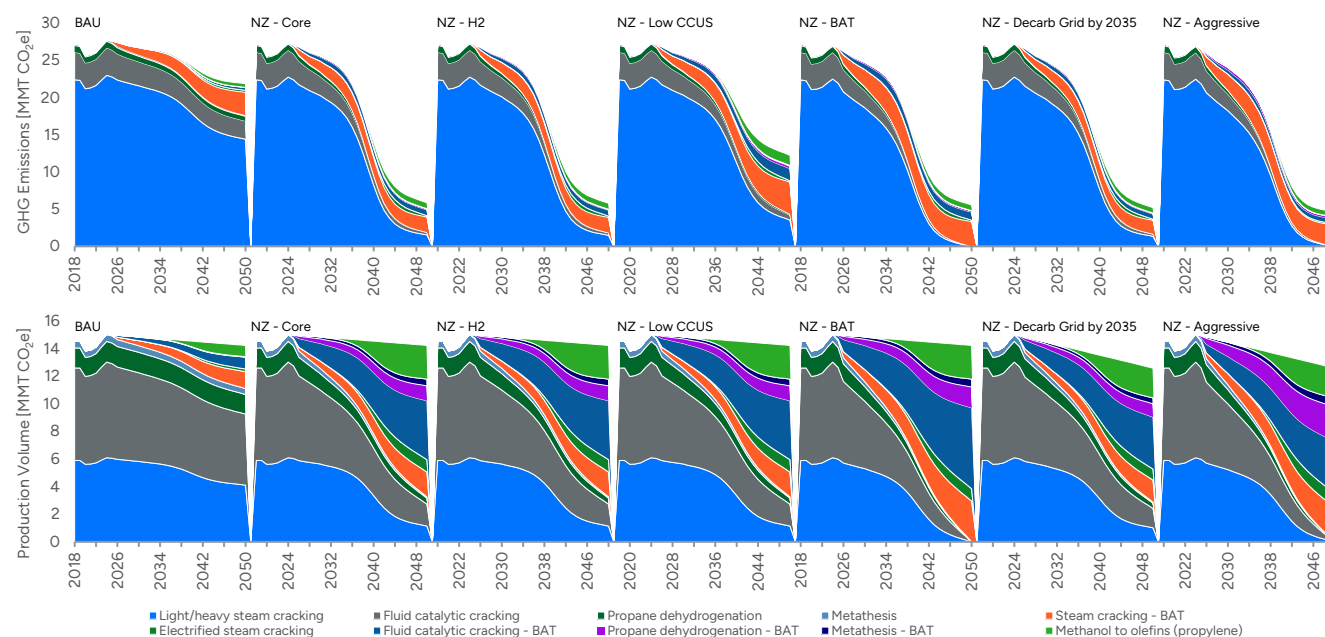 BAU NZ - Core NZ - H2 NZ - Low CCUS NZ - BAT NZ - Decarb Grid by 2035 NZ - Aggressive
GHG Emissions [MMT CO₂e]
30
25
20
15
10
5
0
2018 2026 2034 2042 2050 2024 2032 2040 2048 2022 2030 2038 2046 2020 2028 2036 2044 2018 2026 2034 2042 2050 2024 2032 2040 2048 2022 2030 2038 2046
BAU NZ - Core NZ - H2 NZ - Low CCUS NZ - BAT NZ - Decarb Grid by 2035 NZ - Aggressive
Production Volume [MMT CO₂e]
16
14
12
10
8
6
4
2
0
2018 2026 2034 2042 2050 2024 2032 2040 2048 2022 2030 2038 2046 2020 2028 2036 2044 2018 2026 2034 2042 2050 2024 2032 2040 2048 2022 2030 2038 2046
Light/heavy steam cracking Fluid catalytic cracking Propane dehydrogenation Metathesis Steam cracking - BAT
Electrified steam cracking Fluid catalytic cracking - BAT Propane dehydrogenation - BAT Metathesis - BAT Methanol to olefins (propylene)